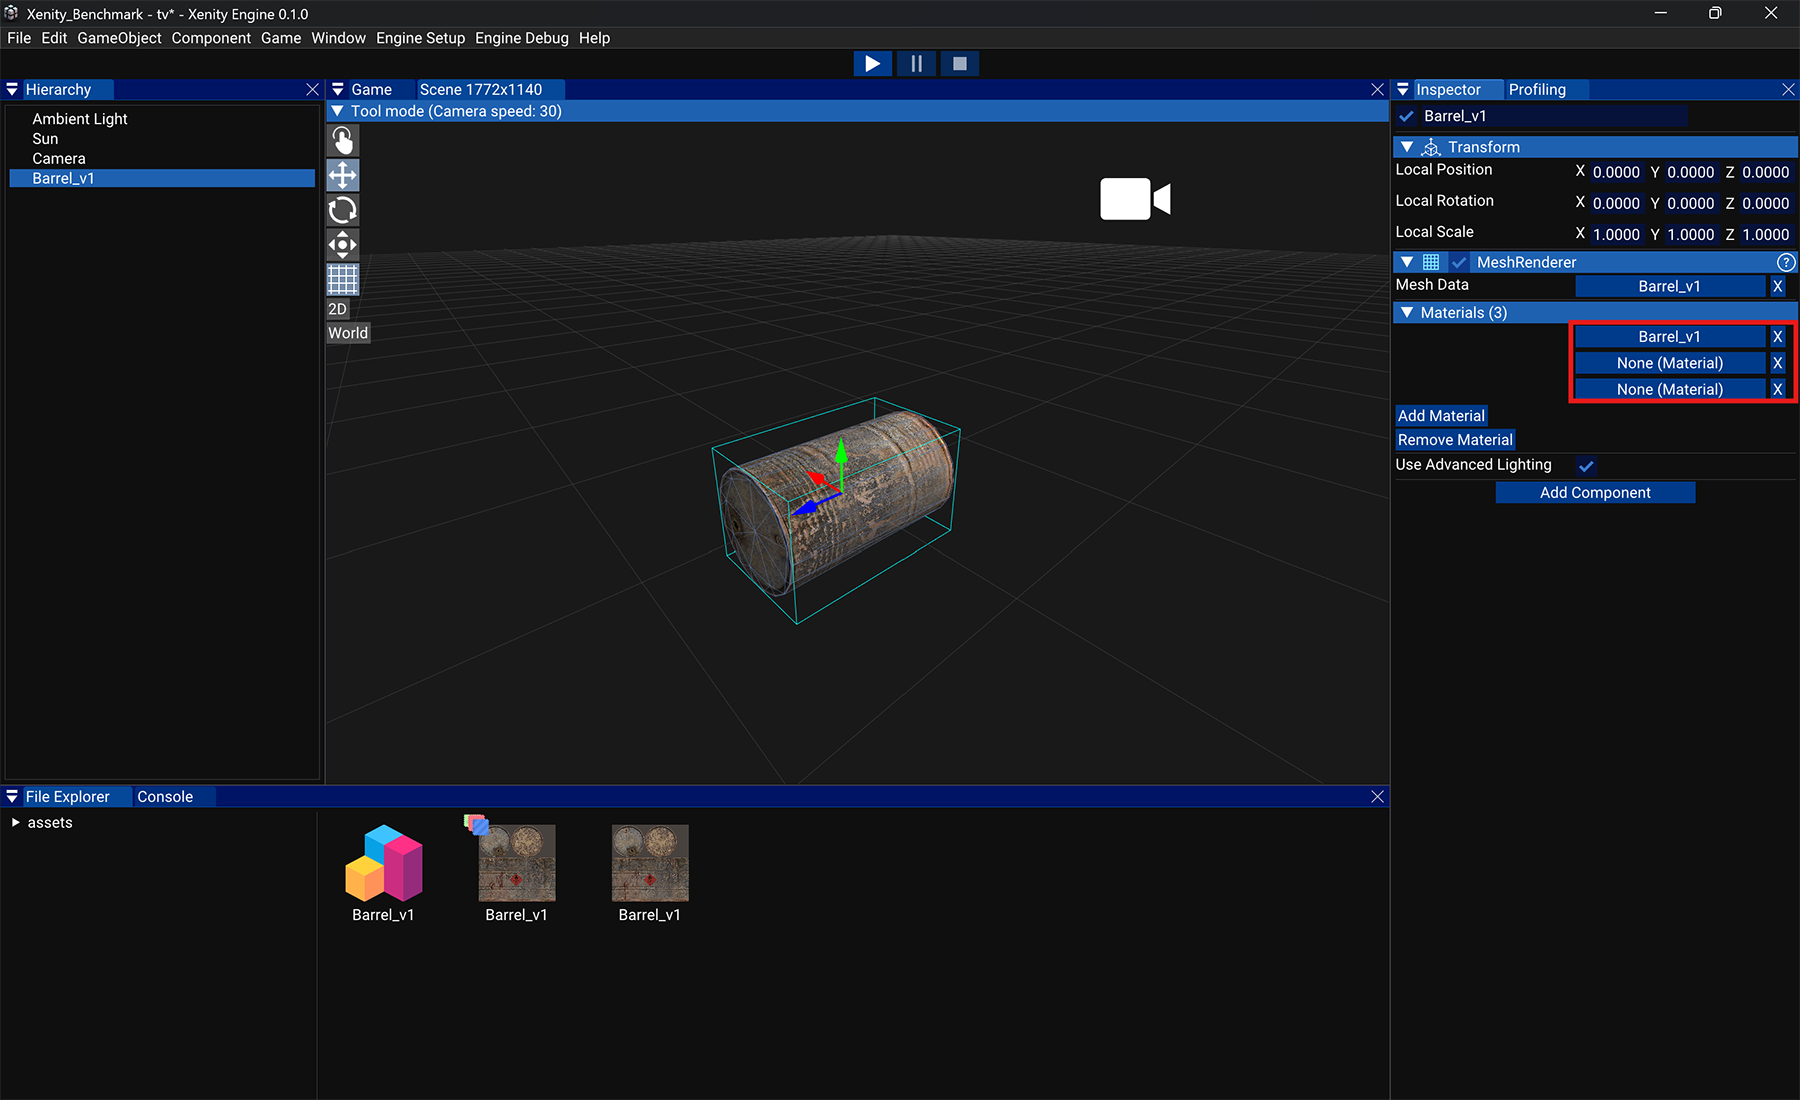 Xenity_Benchmark - tv* - Xenity Engine 0.1.0
File Edit GameObject Component Game Window Engine Setup Engine Debug Help
Hierarchy
Ambient Light
Sun
Camera
Barrel_v1
Game Scene 1772x1140
Tool mode (Camera speed: 30)
2D
World
Inspector Profiling
Barrel_v1
Transform
Local Position X 0.0000 Y 0.0000 Z 0.0000
Local Rotation X 0.0000 Y 0.0000 Z 0.0000
Local Scale X 1.0000 Y 1.0000 Z 1.0000
MeshRenderer ?
Mesh Data Barrel_v1 X
Materials (3)
Barrel_v1 X
None (Material) X
None (Material) X
Add Material
Remove Material
Use Advanced Lighting
Add Component
File Explorer Console
assets
Barrel_v1 Barrel_v1 Barrel_v1